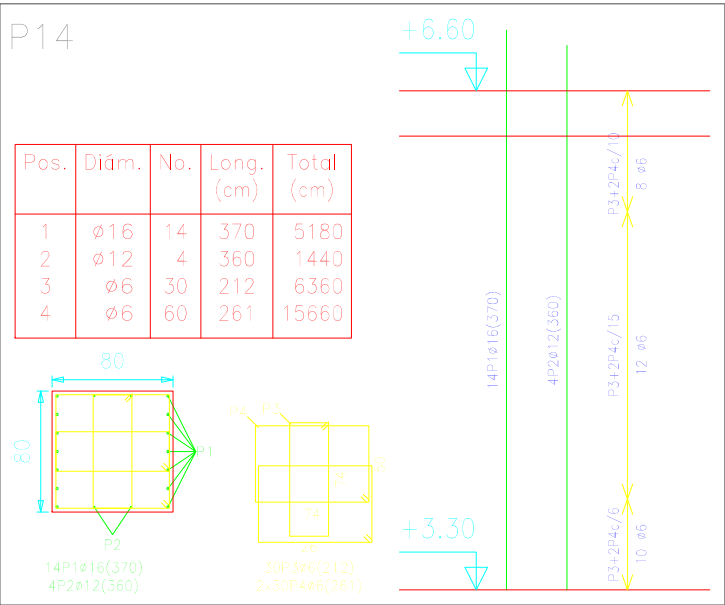 P14
+6.60
Pos. Diám. No. Long. (cm) Total (cm)
1 ø16 14 370 5180
2 ø12 4 360 1440
3 ø6 30 212 6360
4 ø6 60 261 15660
80
80
P1
P2
14P1ø16(370)
4P2ø12(360)
14P1ø16(370)
4P2ø12(360)
P3+2P4c/10
8 ø6
P3+2P4c/15
12 ø6
P3+2P4c/6
10 ø6
+3.30